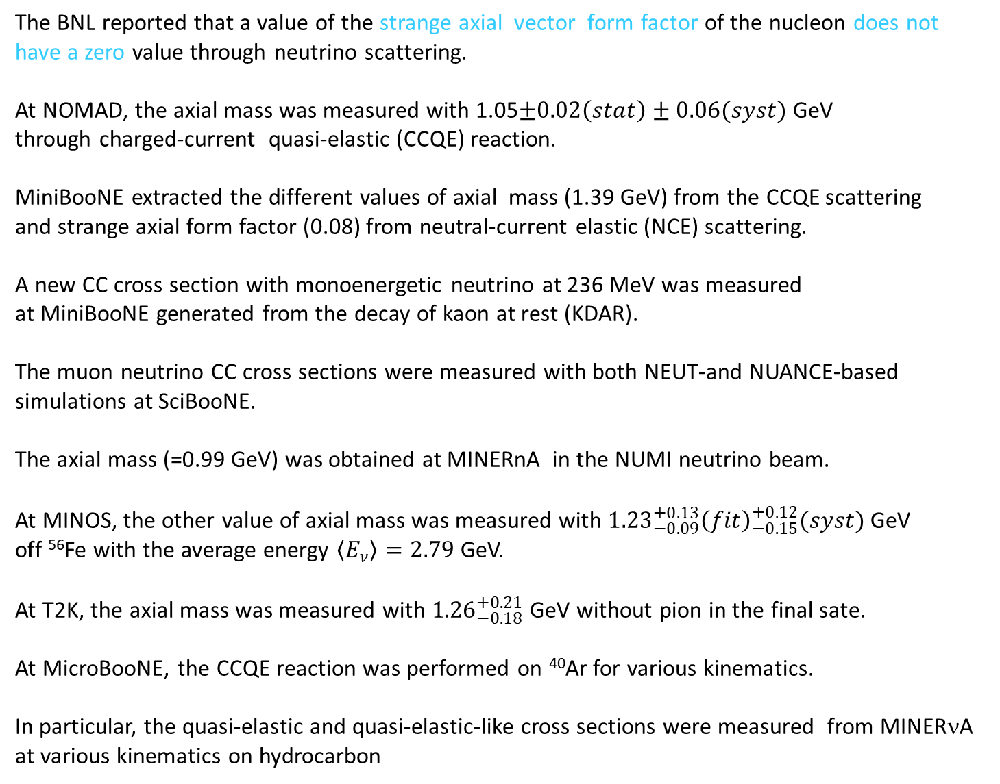 The BNL reported that a value of the strange axial vector form factor of the nucleon does not
have a zero value through neutrino scattering.
At NOMAD, the axial mass was measured with 1.05±0.02(stat) ± 0.06(syst) GeV
through charged-current quasi-elastic (CCQE) reaction.
MiniBooNE extracted the different values of axial mass (1.39 GeV) from the CCQE scattering
and strange axial form factor (0.08) from neutral-current elastic (NCE) scattering.
A new CC cross section with monoenergetic neutrino at 236 MeV was measured
at MiniBooNE generated from the decay of kaon at rest (KDAR).
The muon neutrino CC cross sections were measured with both NEUT-and NUANCE-based
simulations at SciBooNE.
The axial mass (=0.99 GeV) was obtained at MINERnA in the NUMI neutrino beam.
At MINOS, the other value of axial mass was measured with 1.23^{+0.13}_{−0.09}(fit)^{+0.12}_{−0.15}(syst) GeV
off ⁵⁶Fe with the average energy ⟨E_ν⟩ = 2.79 GeV.
At T2K, the axial mass was measured with 1.26^{+0.21}_{−0.18} GeV without pion in the final sate.
At MicroBooNE, the CCQE reaction was performed on ⁴⁰Ar for various kinematics.
In particular, the quasi-elastic and quasi-elastic-like cross sections were measured from MINERνA
at various kinematics on hydrocarbon